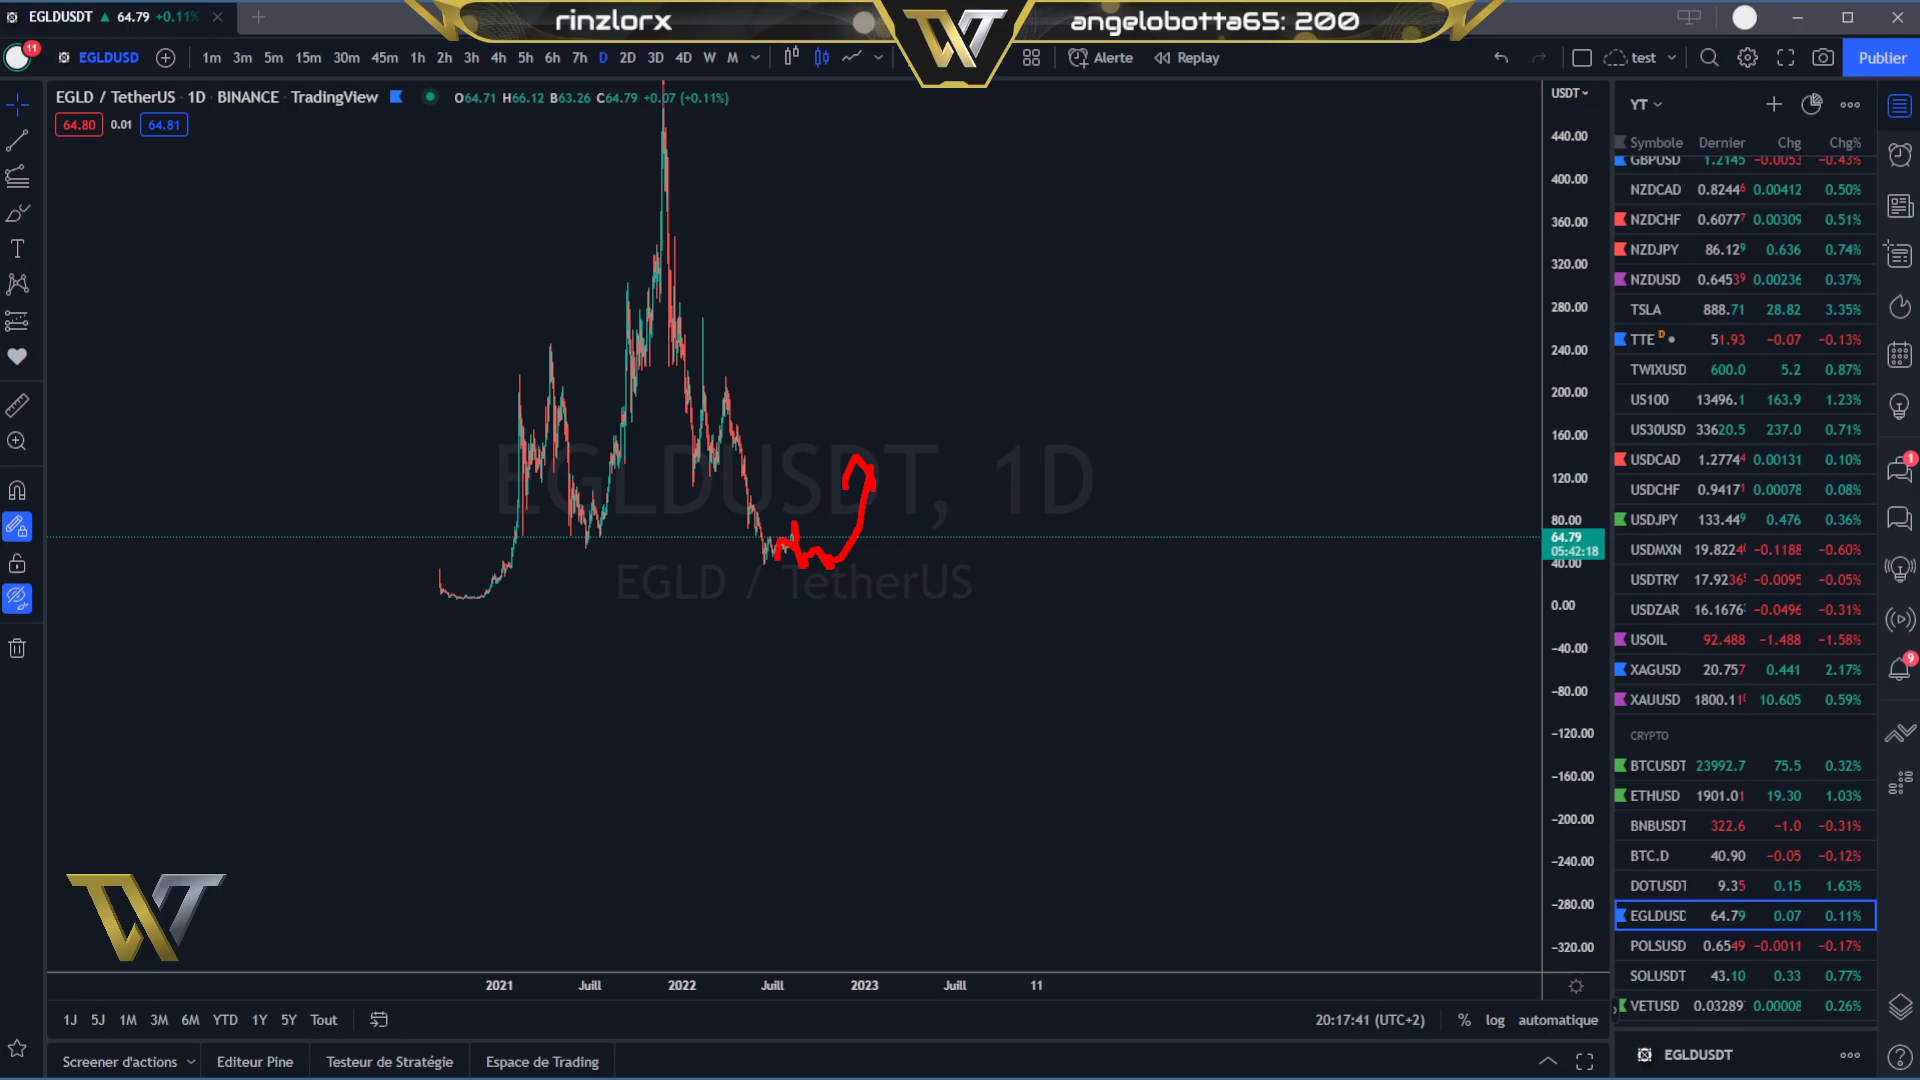 EGLDUSDT ▲ 64.79 +0.11%
rinzlorx
angelobotta65: 200
11
EGLDUSD
1m 3m 5m 15m 30m 45m 1h 2h 3h 4h 5h 6h 7h D 2D 3D 4D W M
Alerte
Replay
test
Publier
EGLD / TetherUS · 1D · BINANCE · TradingView
O64.71 H66.12 B63.26 C64.79 +0.07 (+0.11%)
64.80 0.01 64.81
USDT
440.00
400.00
360.00
320.00
280.00
240.00
200.00
160.00
120.00
80.00
64.79
05:42:18
40.00
0.00
−40.00
−80.00
−120.00
−160.00
−200.00
−240.00
−280.00
−320.00
EGLDUSDT, 1D
EGLD / TetherUS
2021 Juill 2022 Juill 2023 Juill 11
1J 5J 1M 3M 6M YTD 1Y 5Y Tout
20:17:41 (UTC+2) % log automatique
Screener d'actions Editeur Pine Testeur de Stratégie Espace de Trading
YT
Symbole Dernier Chg Chg%
GBPUSD 1.2145 −0.0053 −0.43%
NZDCAD 0.82446 0.00412 0.50%
NZDCHF 0.60777 0.00309 0.51%
NZDJPY 86.129 0.636 0.74%
NZDUSD 0.64539 0.00236 0.37%
TSLA 888.71 28.82 3.35%
TTE D 51.93 −0.07 −0.13%
TWIXUSD 600.0 5.2 0.87%
US100 13496.1 163.9 1.23%
US30USD 33620.5 237.0 0.71%
USDCAD 1.27744 0.00131 0.10%
USDCHF 0.94171 0.00078 0.08%
USDJPY 133.449 0.476 0.36%
USDMXN −0.1188 −0.60%
USDTRY −0.0095 −0.05%
USDZAR −0.0496 −0.31%
USOIL 92.488 −1.488 −1.58%
XAGUSD 20.757 0.441 2.17%
XAUUSD 10.605 0.59%
CRYPTO
BTCUSDT 23992.7 75.5 0.32%
ETHUSD 1901.01 19.30 1.03%
BNBUSDT 322.6 −1.0 −0.31%
BTC.D 40.90 −0.05 −0.12%
DOTUSDT 9.35 0.15 1.63%
EGLDUSD 64.79 0.07 0.11%
POLSUSD 0.6549 −0.0011 −0.17%
SOLUSDT 43.10 0.33 0.77%
VETUSD 0.03289 0.00008 0.26%
EGLDUSDT
1
9